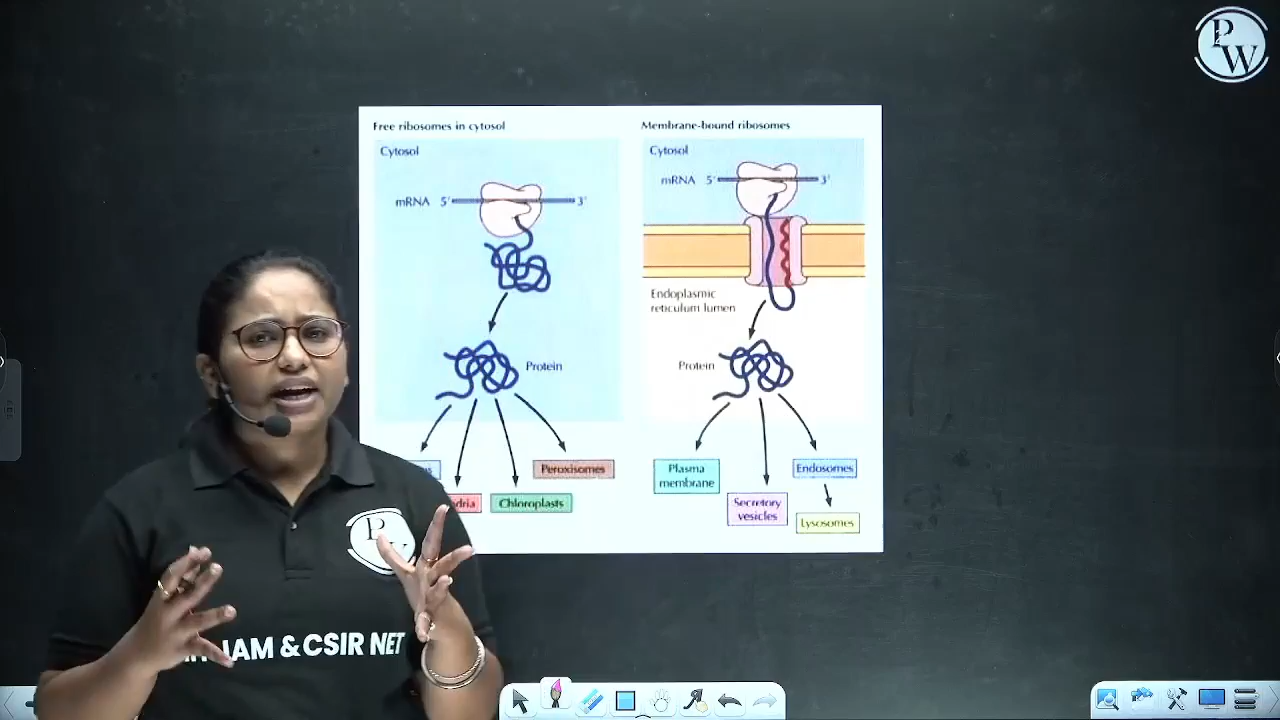 P
W
Free ribosomes in cytosol
Cytosol
mRNA 5' 3'
Protein
Peroxisomes
Chloroplasts
Membrane-bound ribosomes
Cytosol
mRNA 5' 3'
Endoplasmic
reticulum lumen
Protein
Plasma
membrane
Secretory
vesicles
Endosomes
Lysosomes
P
W
JAM & CSIR NET